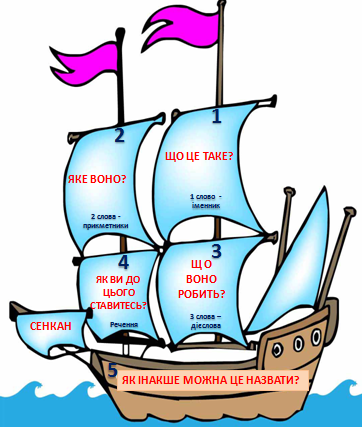 1
ЩО ЦЕ ТАКЕ?
1 слово -
іменник
2
ЯКЕ ВОНО?
2 слова -
прикметники
3
ЩО
ВОНО
РОБИТЬ?
3 слова –
дієслова
4
ЯК ВИ ДО
ЦЬОГО
СТАВИТЕСЬ?
Речення
СЕНКАН
5
ЯК ІНАКШЕ МОЖНА ЦЕ НАЗВАТИ?